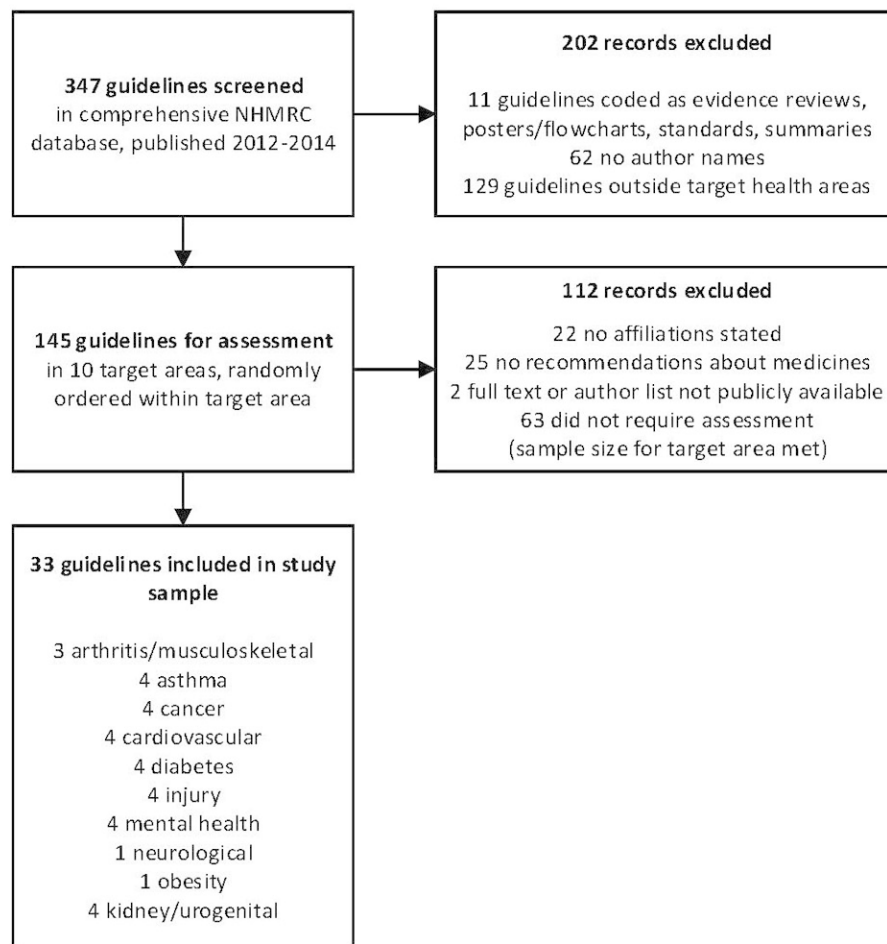 347 guidelines screened
in comprehensive NHMRC
database, published 2012-2014
202 records excluded
11 guidelines coded as evidence reviews,
posters/flowcharts, standards, summaries
62 no author names
129 guidelines outside target health areas
145 guidelines for assessment
in 10 target areas, randomly
ordered within target area
112 records excluded
22 no affiliations stated
25 no recommendations about medicines
2 full text or author list not publicly available
63 did not require assessment
(sample size for target area met)
33 guidelines included in study
sample
3 arthritis/musculoskeletal
4 asthma
4 cancer
4 cardiovascular
4 diabetes
4 injury
4 mental health
1 neurological
1 obesity
4 kidney/urogenital